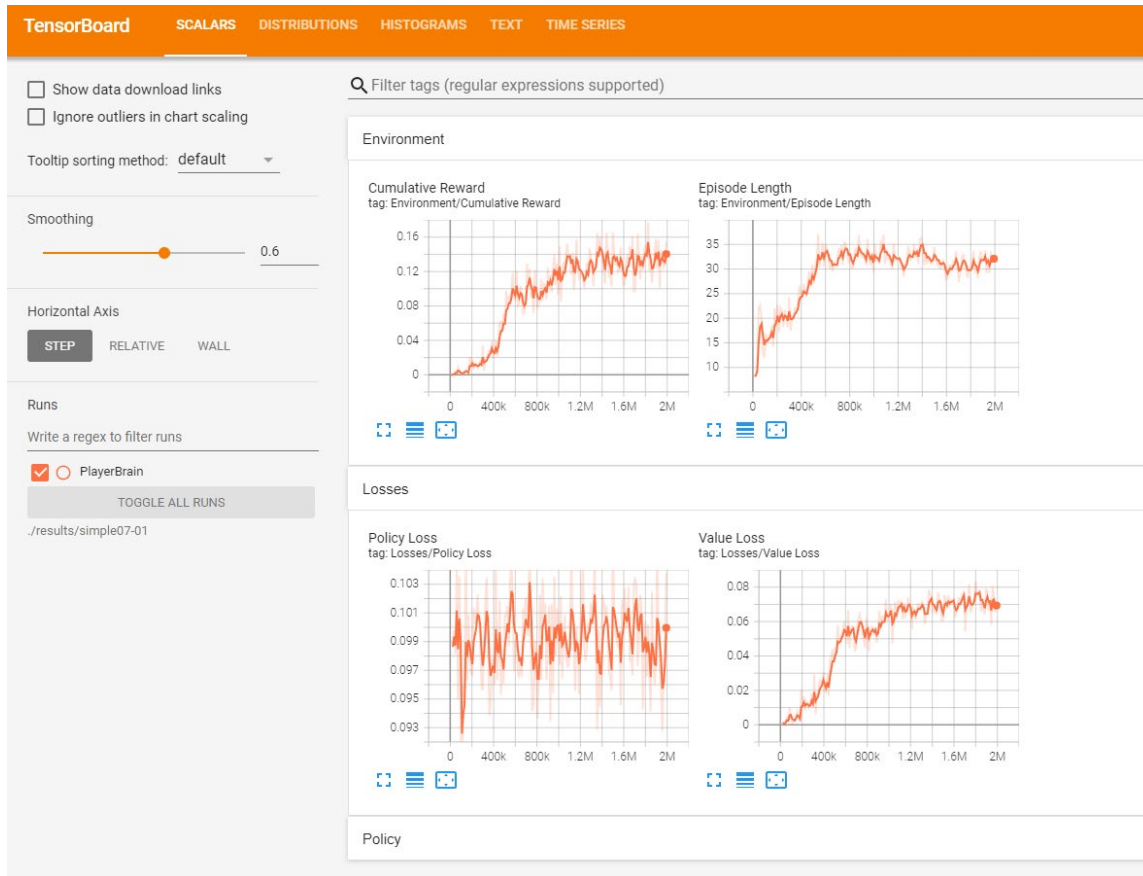 TensorBoard SCALARS DISTRIBUTIONS HISTOGRAMS TEXT TIME SERIES
Show data download links
Ignore outliers in chart scaling
Tooltip sorting method: default
Smoothing
0.6
Horizontal Axis
STEP RELATIVE WALL
Runs
Write a regex to filter runs
PlayerBrain
TOGGLE ALL RUNS
./results/simple07-01
Filter tags (regular expressions supported)
Environment
Cumulative Reward
tag: Environment/Cumulative Reward
0.16
0.12
0.08
0.04
0
0 400k 800k 1.2M 1.6M 2M
Episode Length
tag: Environment/Episode Length
35
30
25
20
15
10
0 400k 800k 1.2M 1.6M 2M
Losses
Policy Loss
tag: Losses/Policy Loss
0.103
0.101
0.099
0.097
0.095
0.093
0 400k 800k 1.2M 1.6M 2M
Value Loss
tag: Losses/Value Loss
0.08
0.06
0.04
0.02
0
0 400k 800k 1.2M 1.6M 2M
Policy